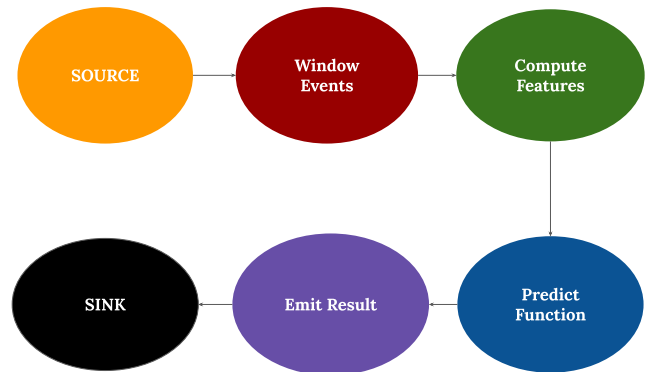 SOURCE
Window
Events
Compute
Features
SINK
Emit Result
Predict
Function